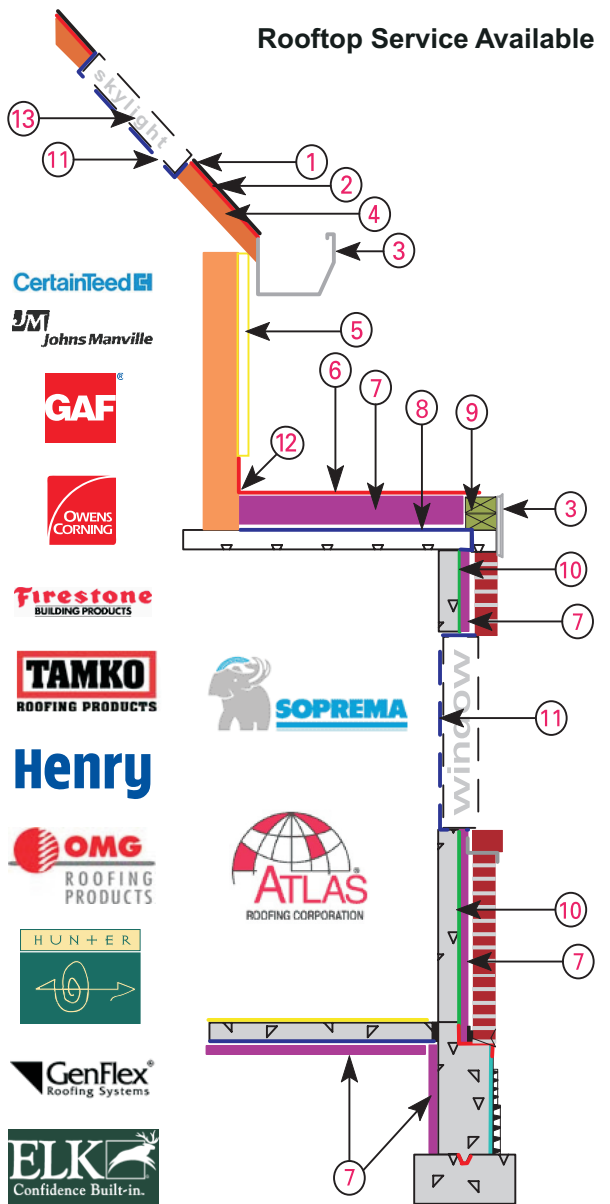 Rooftop Service Available
skylight
13
11
1
2
4
3
CertainTeed
5
JM
Johns Manville
6
7
8
9
GAF®
12
3
OWENS
CORNING
10
Firestone
BUILDING PRODUCTS
7
TAMKO
ROOFING PRODUCTS
SOPREMA
window
11
Henry
OMG
ROOFING
PRODUCTS
ATLAS®
ROOFING CORPORATION
10
HUNTER
7
GenFlex®
Roofing Systems
7
ELK
Confidence Built-in.